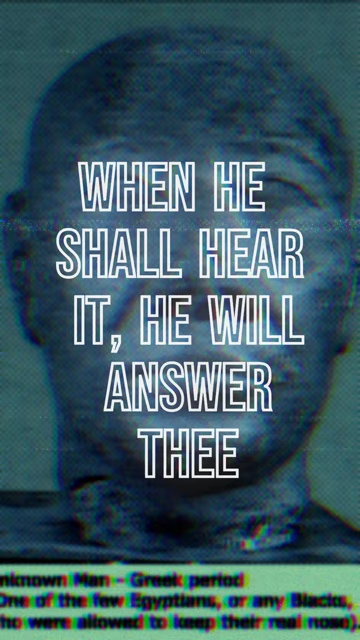 WHEN HE
SHALL HEAR
IT, HE WILL
ANSWER
THEE
nknown Man - Greek period
One of the few Egyptians, or any Blacks,
ho were allowed to keep their real nose)